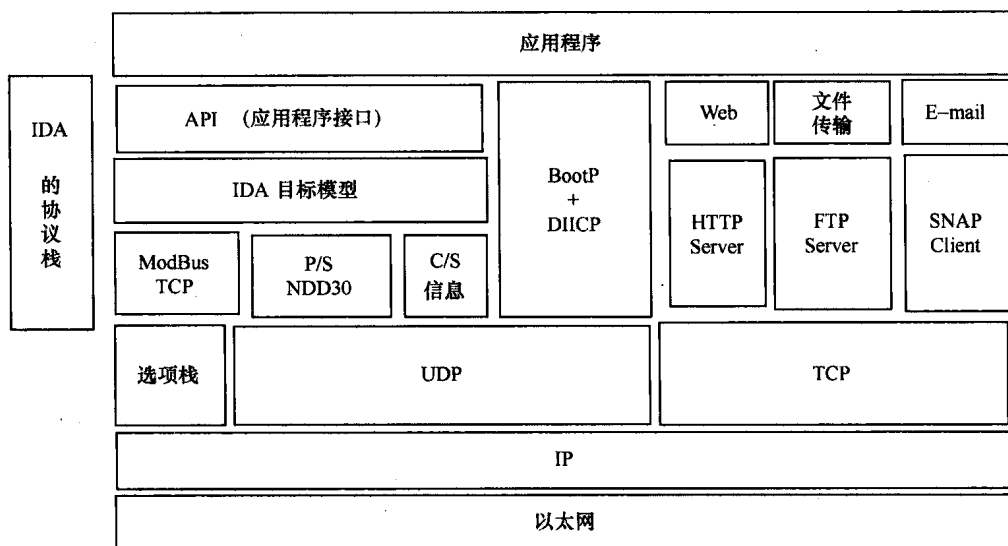 应用程序
IDA
的
协
议
栈
API （应用程序接口）
Web
文件
传输
E-mail
IDA 目标模型
BootP
+
DIICP
HTTP
Server
FTP
Server
SNAP
Client
ModBus
TCP
P/S
NDD30
C/S
信息
选项栈
UDP
TCP
IP
以太网